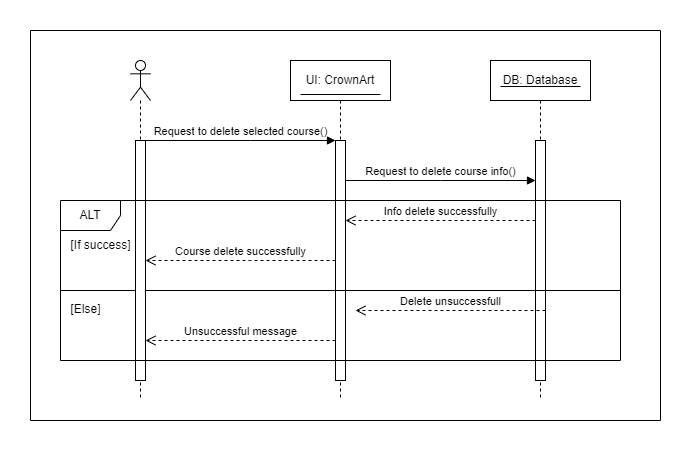 UI: CrownArt
DB: Database
Request to delete selected course()
Request to delete course info()
ALT
Info delete successfully
[If success]
Course delete successfully
Delete unsuccessfull
[Else]
Unsuccessful message